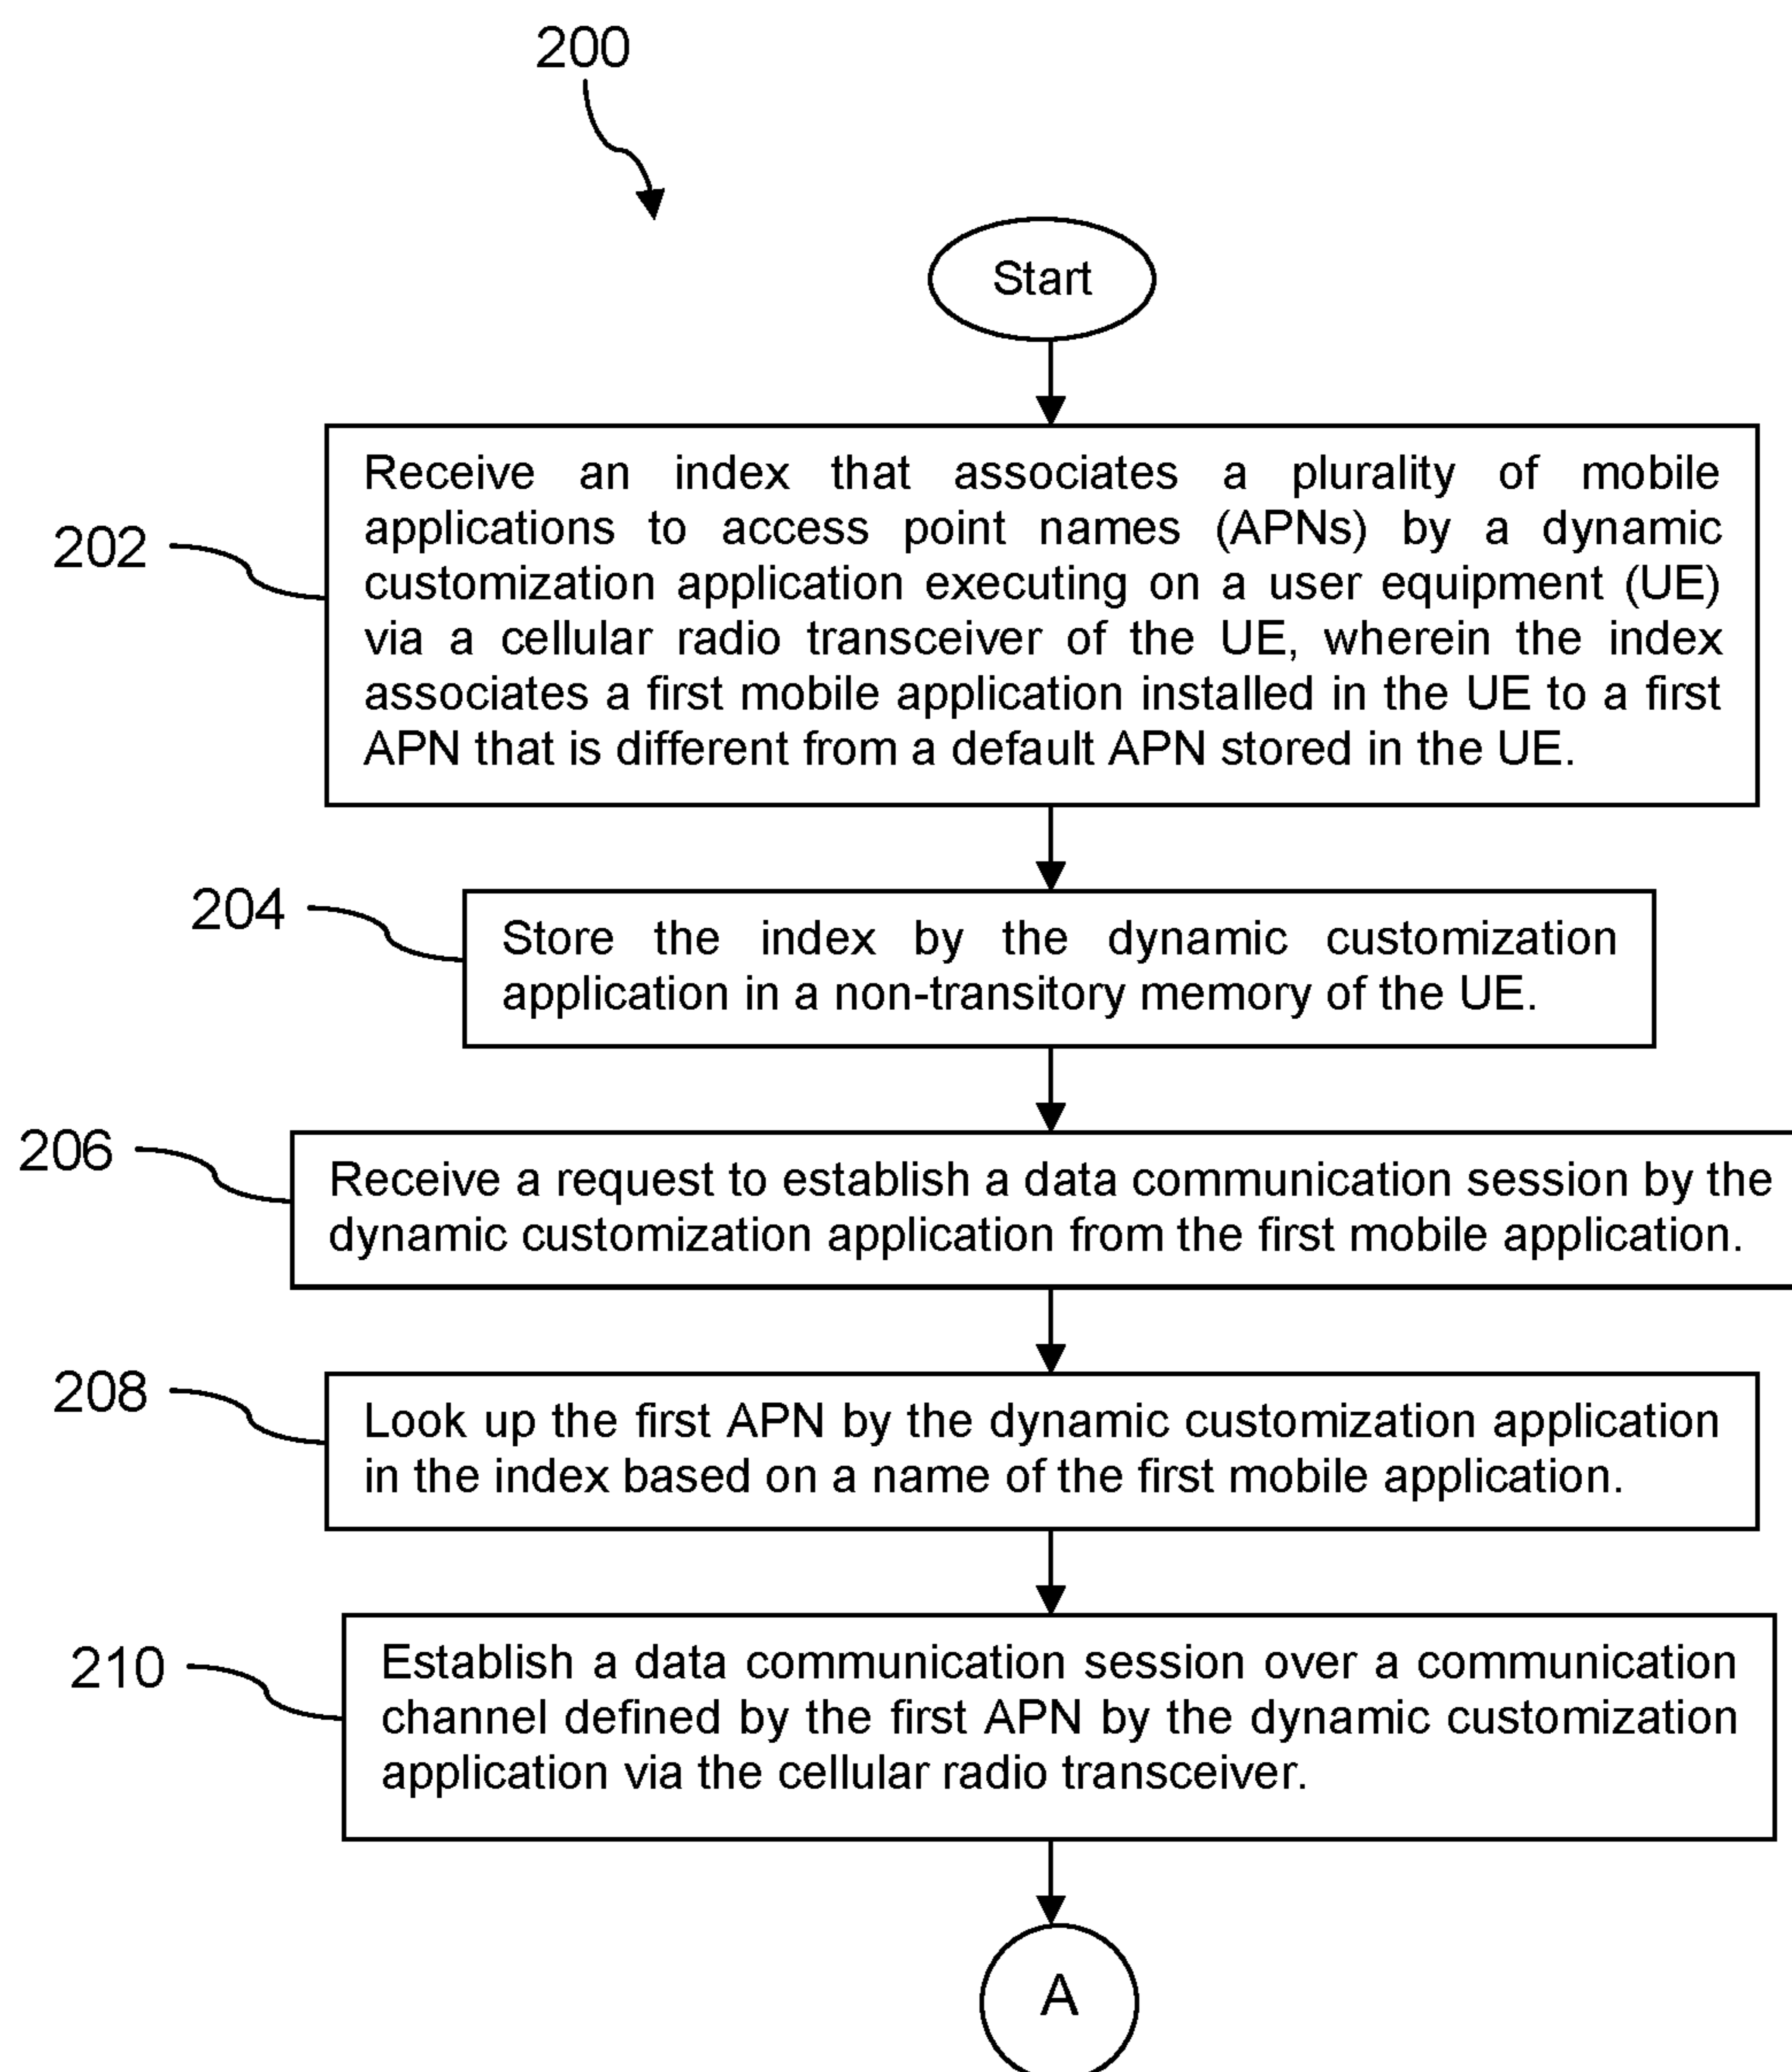 200
Start
202
Receive an index that associates a plurality of mobile
applications to access point names (APNs) by a dynamic
customization application executing on a user equipment (UE)
via a cellular radio transceiver of the UE, wherein the index
associates a first mobile application installed in the UE to a first
APN that is different from a default APN stored in the UE.
204
Store the index by the dynamic customization
application in a non-transitory memory of the UE.
206
Receive a request to establish a data communication session by the
dynamic customization application from the first mobile application.
208
Look up the first APN by the dynamic customization application
in the index based on a name of the first mobile application.
210
Establish a data communication session over a communication
channel defined by the first APN by the dynamic customization
application via the cellular radio transceiver.
A